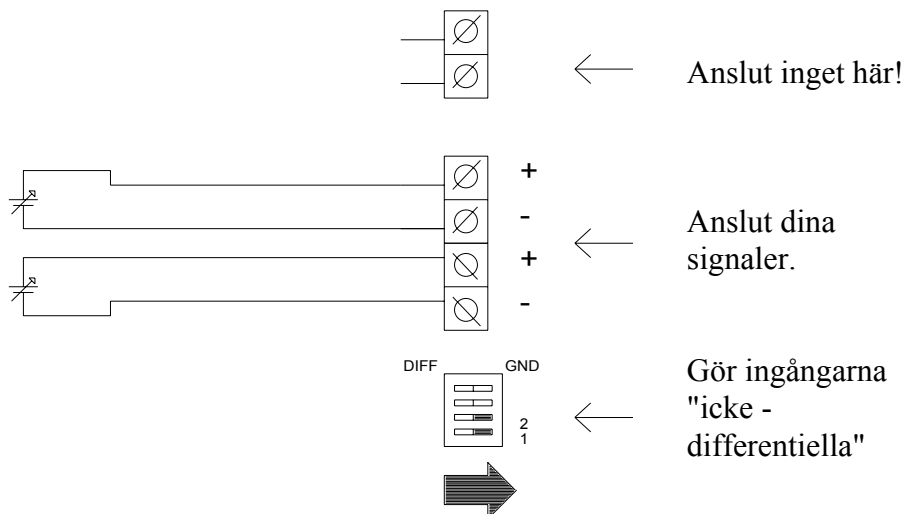 Anslut inget här!
+
-
+
-
Anslut dina
signaler.
DIFF
GND
2
1
Gör ingångarna
"icke -
differentiella"